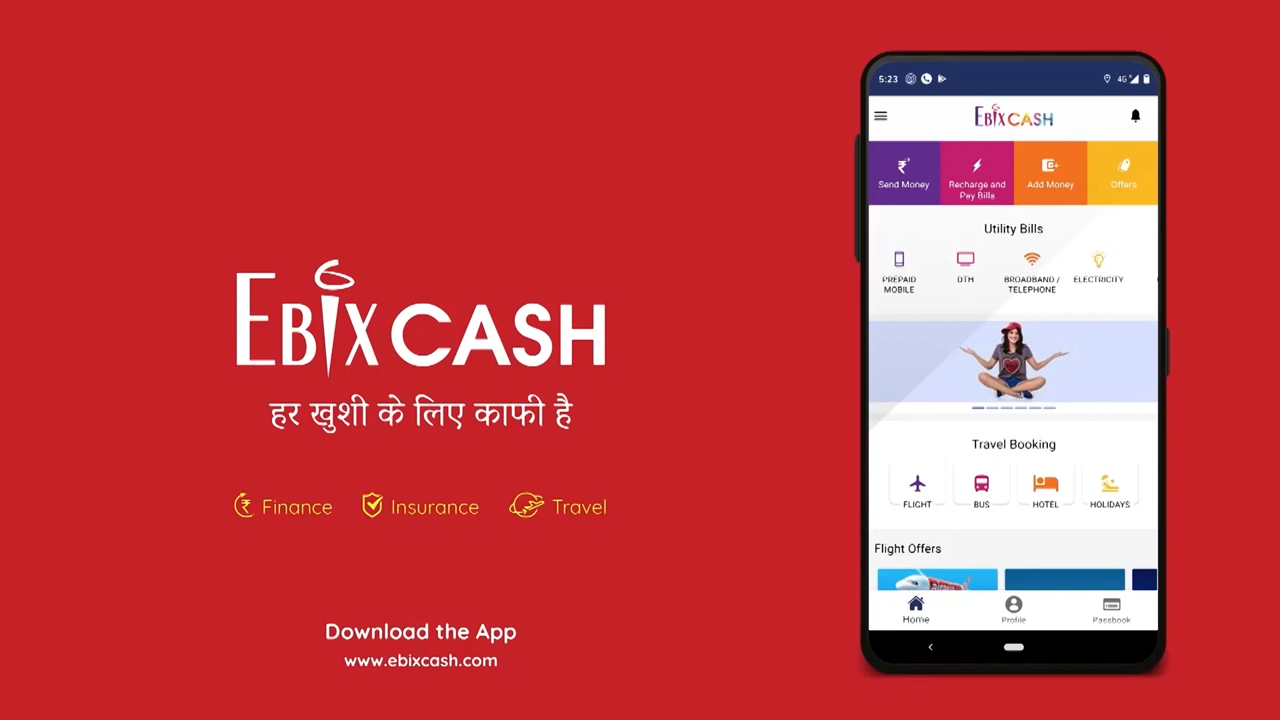 EBIXCASH
हर खुशी के लिए काफी है
Finance Insurance Travel
Download the App
www.ebixcash.com
5:23 4G
EBIXCASH
Send Money Recharge and Pay Bills Add Money Offers
Utility Bills
PREPAID MOBILE DTH BROADBAND / TELEPHONE ELECTRICITY
Travel Booking
FLIGHT BUS HOTEL HOLIDAYS
Flight Offers
Home Profile Passbook